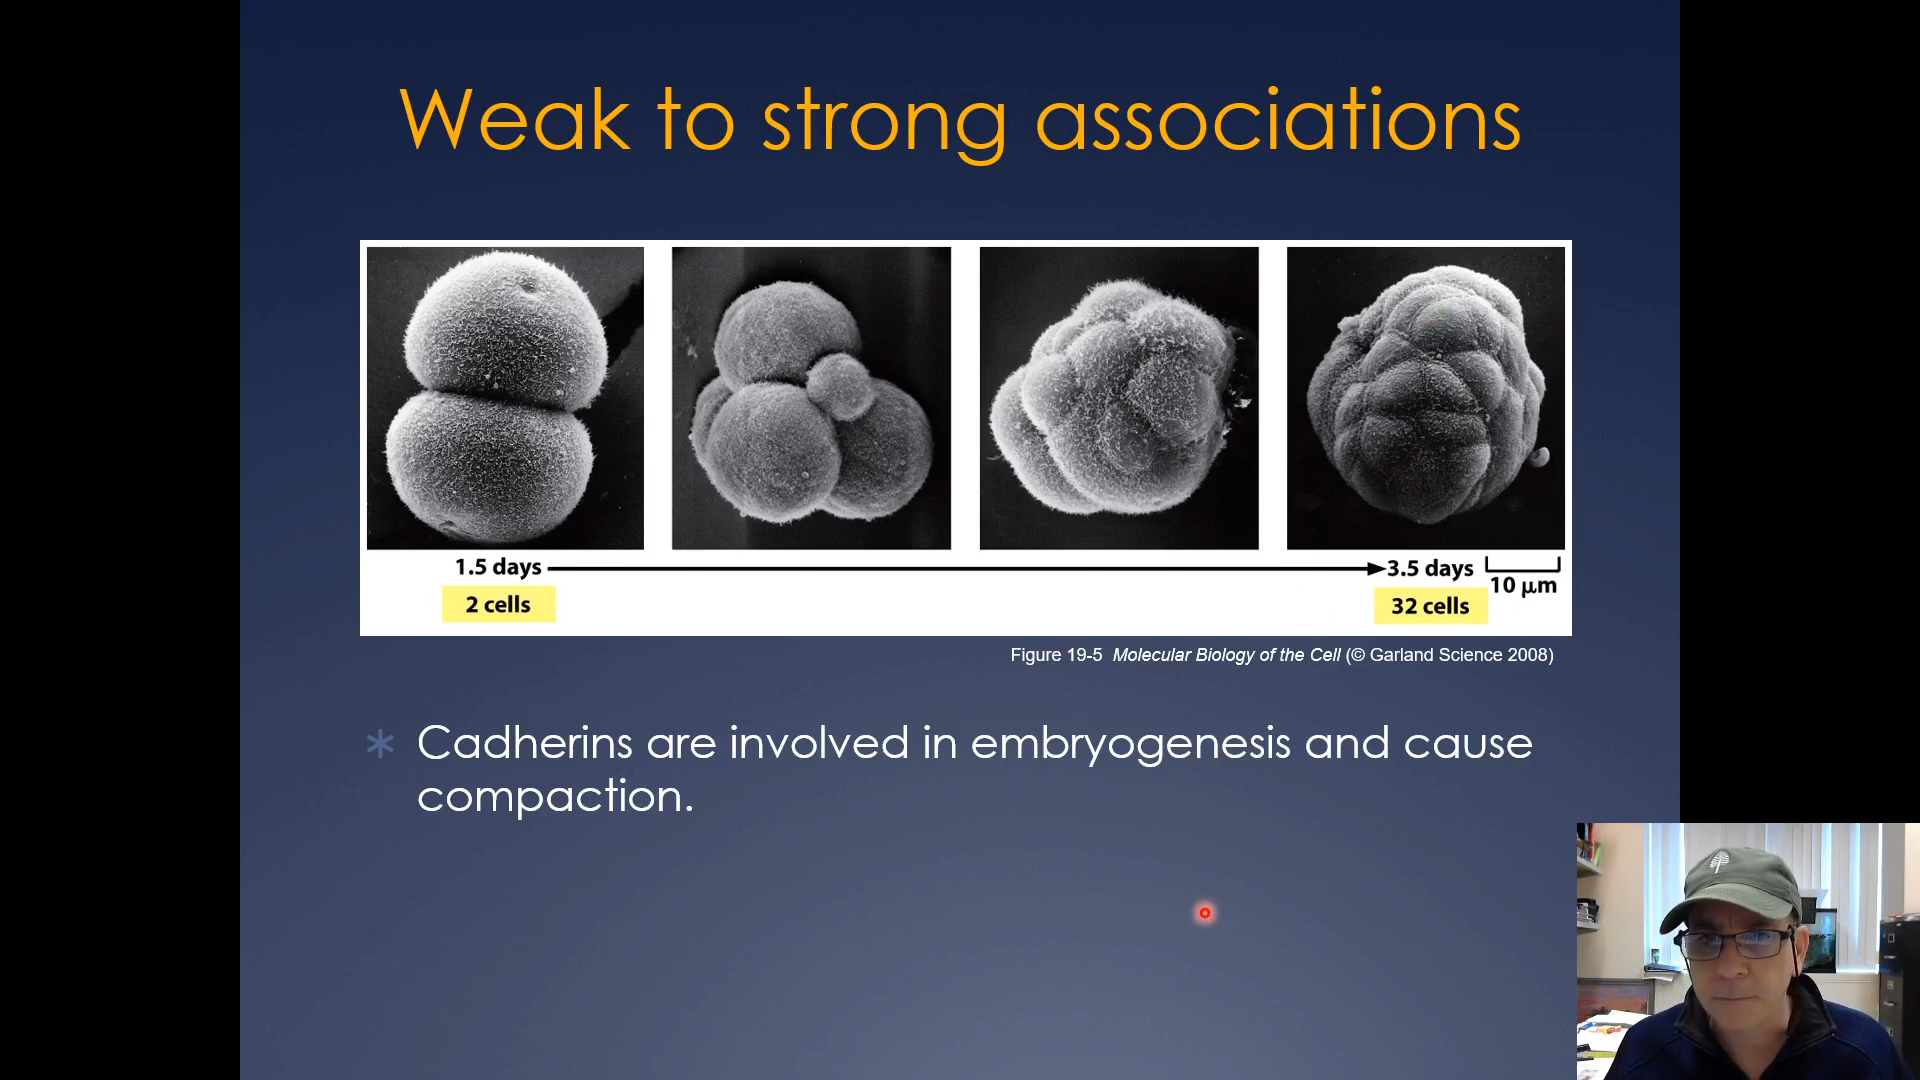 Weak to strong associations
1.5 days
3.5 days
10 μm
2 cells
32 cells
Figure 19-5 Molecular Biology of the Cell (© Garland Science 2008)
* Cadherins are involved in embryogenesis and cause
compaction.